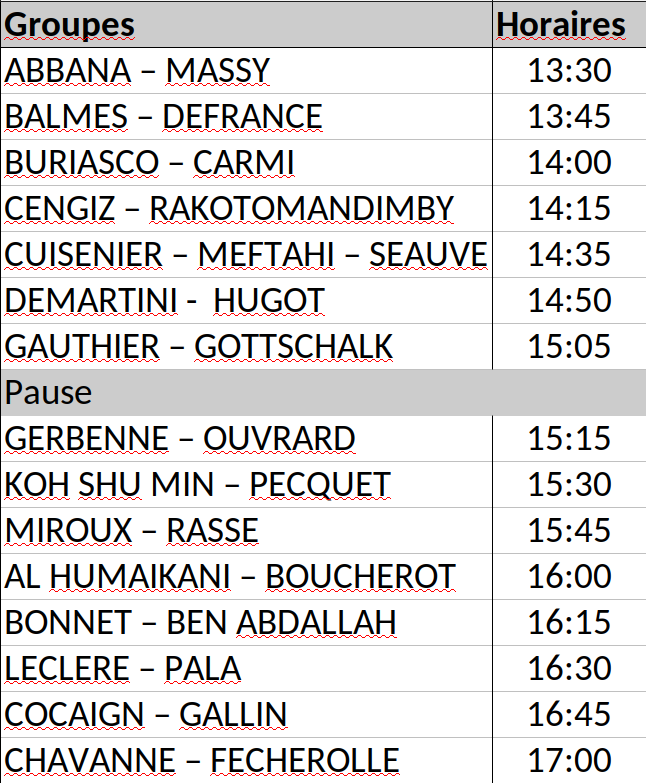 Groupes Horaires
ABBANA – MASSY 13:30
BALMES – DEFRANCE 13:45
BURIASCO – CARMI 14:00
CENGIZ – RAKOTOMANDIMBY 14:15
CUISENIER – MEFTAHI – SEAUVE 14:35
DEMARTINI -  HUGOT 14:50
GAUTHIER – GOTTSCHALK 15:05
Pause
GERBENNE – OUVRARD 15:15
KOH SHU MIN – PECQUET 15:30
MIROUX – RASSE 15:45
AL HUMAIKANI – BOUCHEROT 16:00
BONNET – BEN ABDALLAH 16:15
LECLERE – PALA 16:30
COCAIGN – GALLIN 16:45
CHAVANNE – FECHEROLLE 17:00